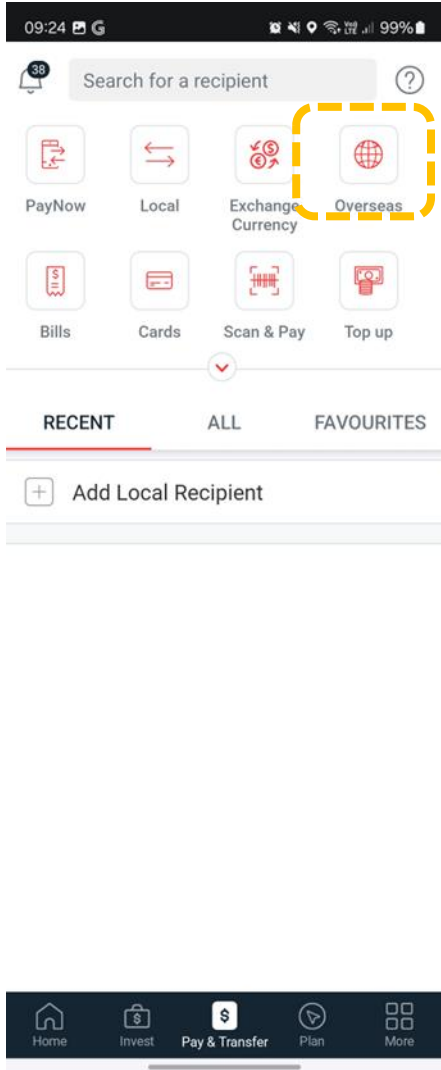 09:24 G 99%
38
Search for a recipient
PayNow Local Exchange Currency Overseas
Bills Cards Scan & Pay Top up
RECENT ALL FAVOURITES
Add Local Recipient
Home Invest Pay & Transfer Plan More